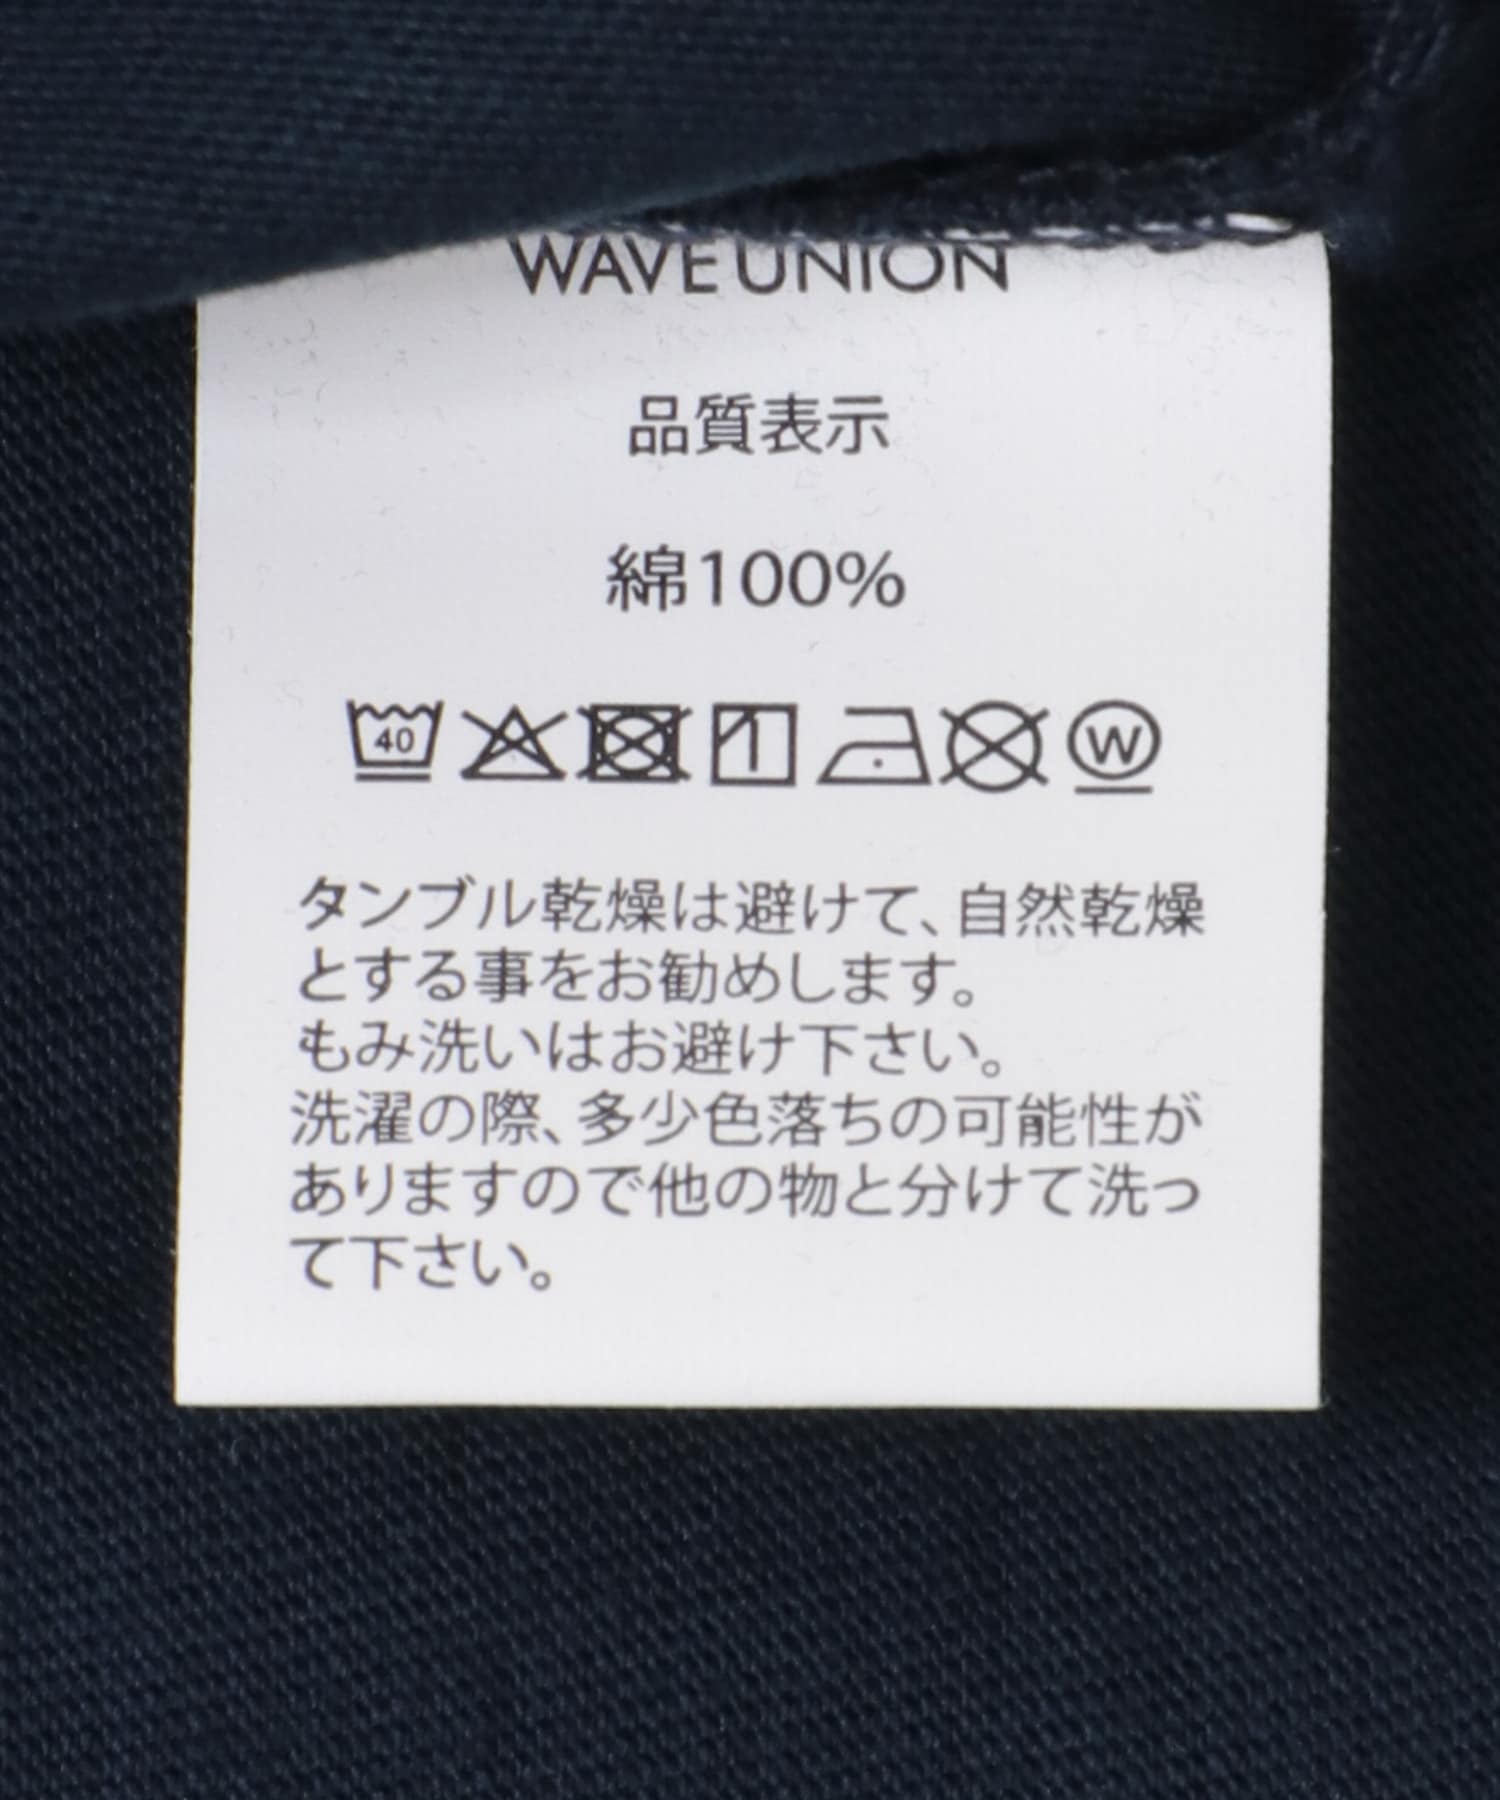 WAVE UNION
品質表示
綿100%
40 W
タンブル乾燥は避けて、自然乾燥
とする事をお勧めします。
もみ洗いはお避け下さい。
洗濯の際、多少色落ちの可能性が
ありますので他の物と分けて洗っ
て下さい。